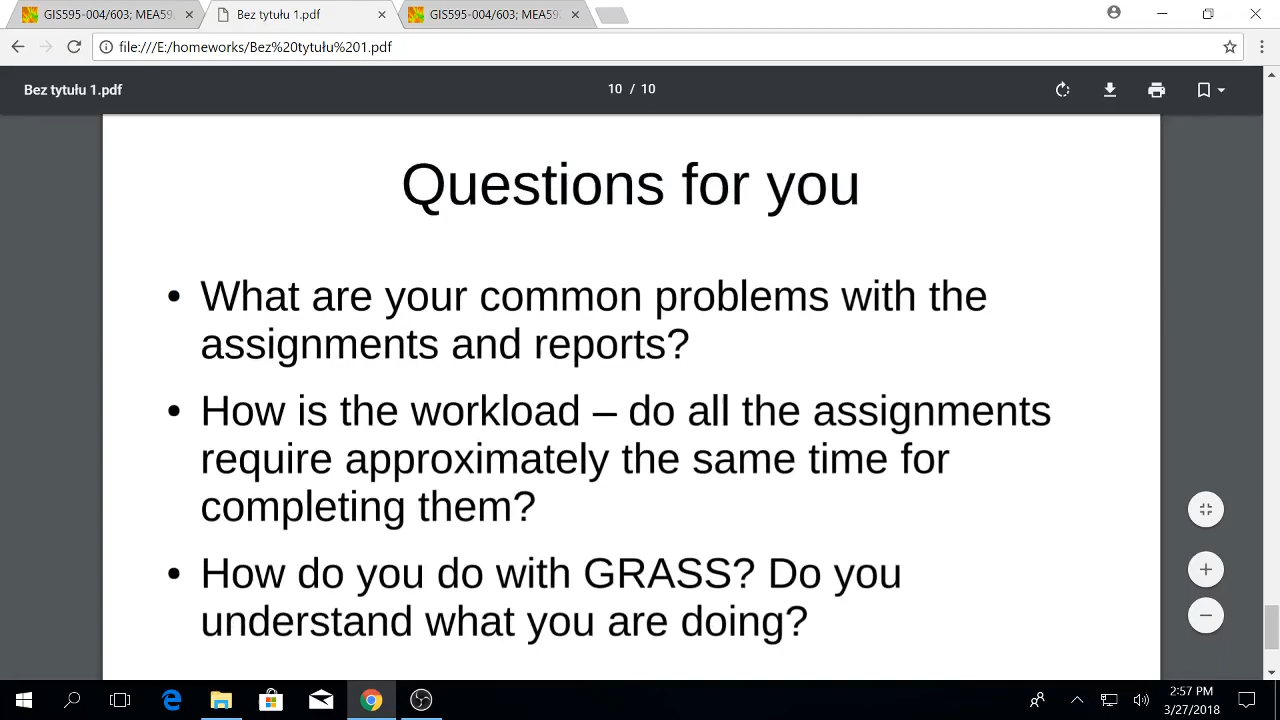 GIS595-004/603; MEA59
Bez tytułu 1.pdf
GIS595-004/603; MEA59
file:///E:/homeworks/Bez%20tytułu%201.pdf
Bez tytułu 1.pdf
10 / 10
Questions for you
• What are your common problems with the
assignments and reports?
• How is the workload – do all the assignments
require approximately the same time for
completing them?
• How do you do with GRASS? Do you
understand what you are doing?
2:57 PM
3/27/2018